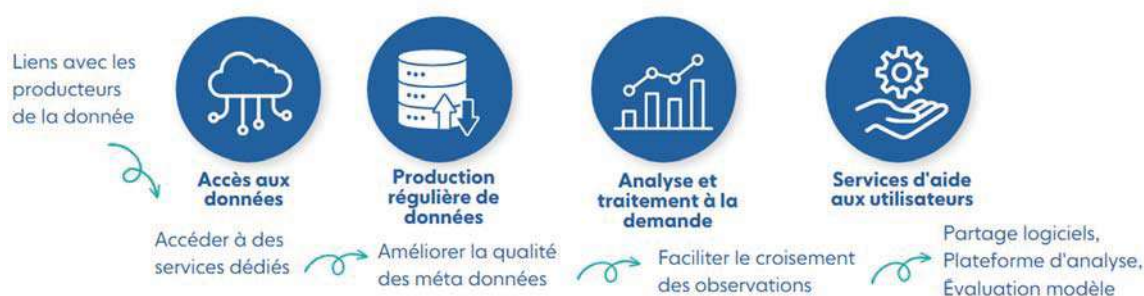 Liens avec les
producteurs
de la donnée
Accès aux
données
Production
régulière de
données
Analyse et
traitement à la
demande
Services d'aide
aux utilisateurs
Accéder à des
services dédiés
Améliorer la qualité
des méta données
Faciliter le croisement
des observations
Partage logiciels,
Plateforme d'analyse,
Évaluation modèle